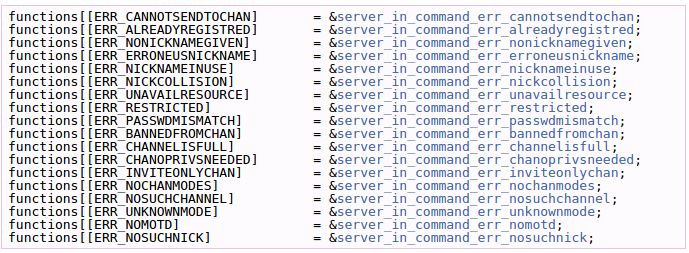 functions[[ERR_CANNOTSENDTOCHAN]       = &server_in_command_err_cannotsendtochan;
functions[[ERR_ALREADYREGISTRED]       = &server_in_command_err_alreadyregistred;
functions[[ERR_NONICKNAMEGIVEN]        = &server_in_command_err_nonicknamegiven;
functions[[ERR_ERRONEUSNICKNAME]       = &server_in_command_err_erroneusnickname;
functions[[ERR_NICKNAMEINUSE]          = &server_in_command_err_nicknameinuse;
functions[[ERR_NICKCOLLISION]          = &server_in_command_err_nickcollision;
functions[[ERR_UNAVAILRESOURCE]        = &server_in_command_err_unavailresource;
functions[[ERR_RESTRICTED]             = &server_in_command_err_restricted;
functions[[ERR_PASSWDMISMATCH]         = &server_in_command_err_passwdmismatch;
functions[[ERR_BANNEDFROMCHAN]         = &server_in_command_err_bannedfromchan;
functions[[ERR_CHANNELISFULL]          = &server_in_command_err_channelisfull;
functions[[ERR_CHANOPRIVSNEEDED]       = &server_in_command_err_chanoprivsneeded;
functions[[ERR_INVITEONLYCHAN]         = &server_in_command_err_inviteonlychan;
functions[[ERR_NOCHANMODES]            = &server_in_command_err_nochanmodes;
functions[[ERR_NOSUCHCHANNEL]          = &server_in_command_err_nosuchchannel;
functions[[ERR_UNKNOWNMODE]            = &server_in_command_err_unknownmode;
functions[[ERR_NOMOTD]                 = &server_in_command_err_nomotd;
functions[[ERR_NOSUCHNICK]             = &server_in_command_err_nosuchnick;